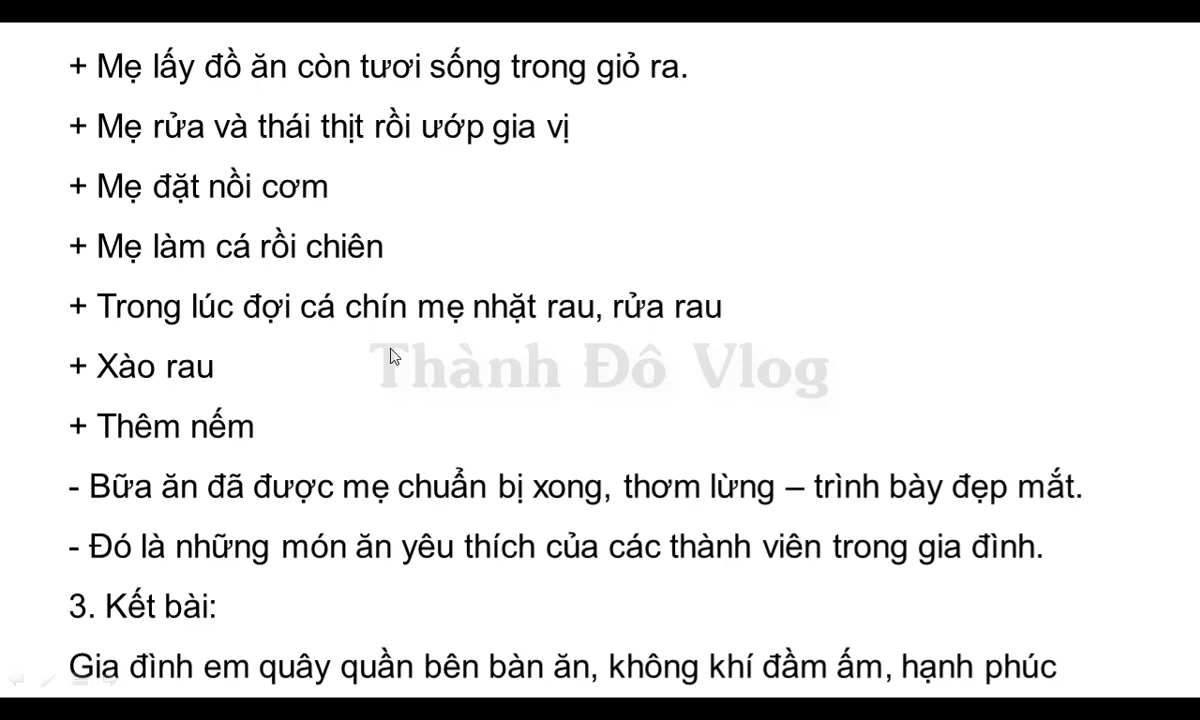 + Mẹ lấy đồ ăn còn tươi sống trong giỏ ra.
+ Mẹ rửa và thái thịt rồi ướp gia vị
+ Mẹ đặt nồi cơm
+ Mẹ làm cá rồi chiên
+ Trong lúc đợi cá chín mẹ nhặt rau, rửa rau
+ Xào rau
Thành Đô Vlog
+ Thêm nếm
- Bữa ăn đã được mẹ chuẩn bị xong, thơm lừng – trình bày đẹp mắt.
- Đó là những món ăn yêu thích của các thành viên trong gia đình.
3. Kết bài:
Gia đình em quây quần bên bàn ăn, không khí đầm ấm, hạnh phúc